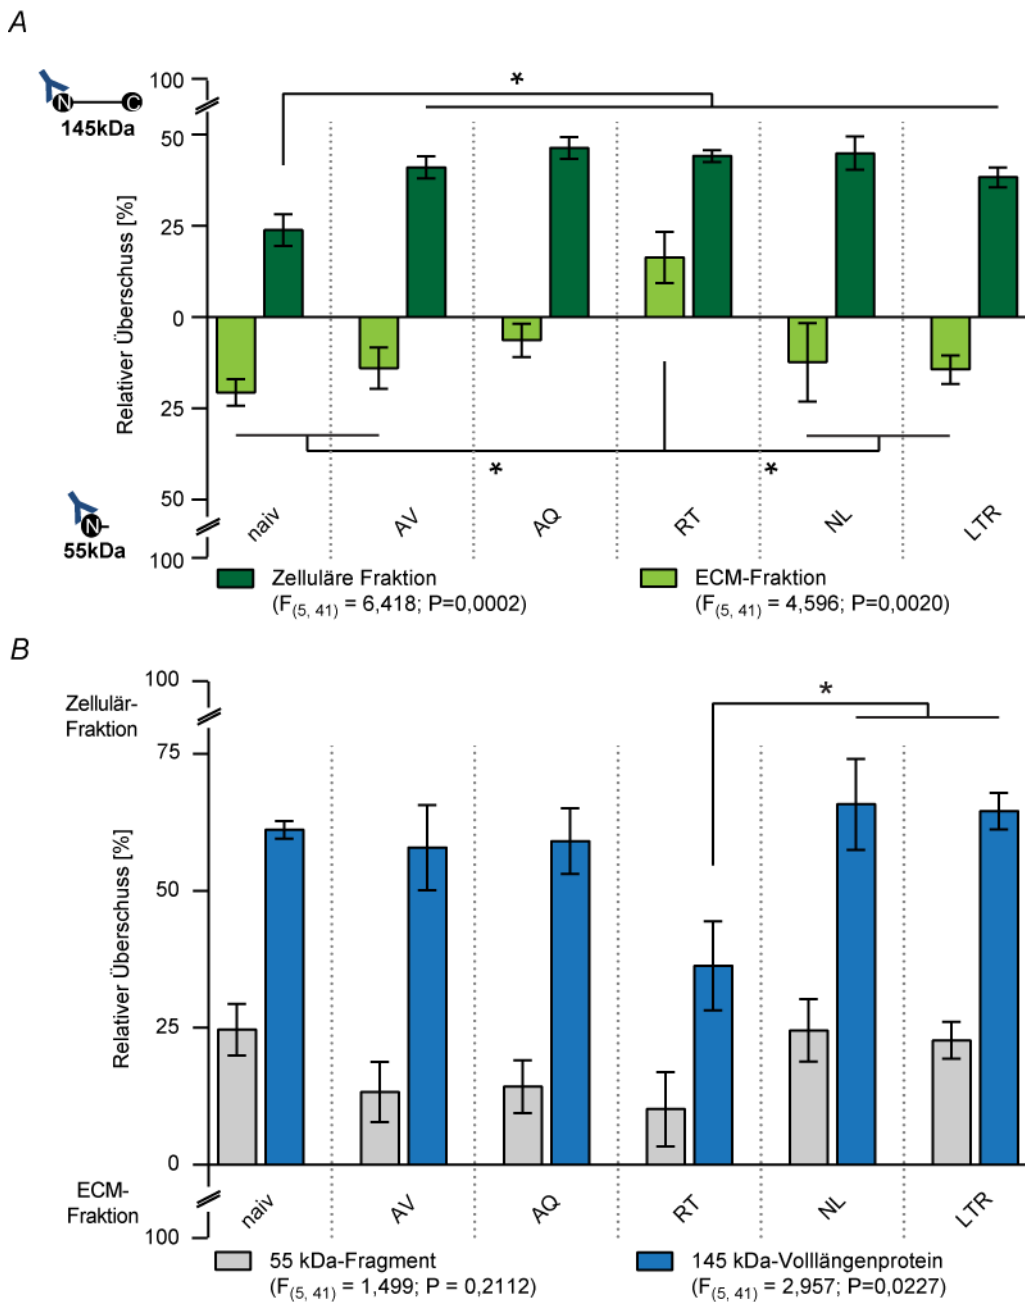 A
100
*
N C
145kDa
50
25
Relativer Überschuss [%]
0
25
* *
50
N
55kDa
100
naiv AV AQ RT NL LTR
Zelluläre Fraktion ECM-Fraktion
(F(5, 41) = 6,418; P=0,0002) (F(5, 41) = 4,596; P=0,0020)
B
100
*
Zellulär-
Fraktion
75
50
Relativer Überschuss [%]
25
0
ECM-
Fraktion
100
naiv AV AQ RT NL LTR
55 kDa-Fragment 145 kDa-Volllängenprotein
(F(5, 41) = 1,499; P = 0,2112) (F(5, 41) = 2,957; P=0,0227)